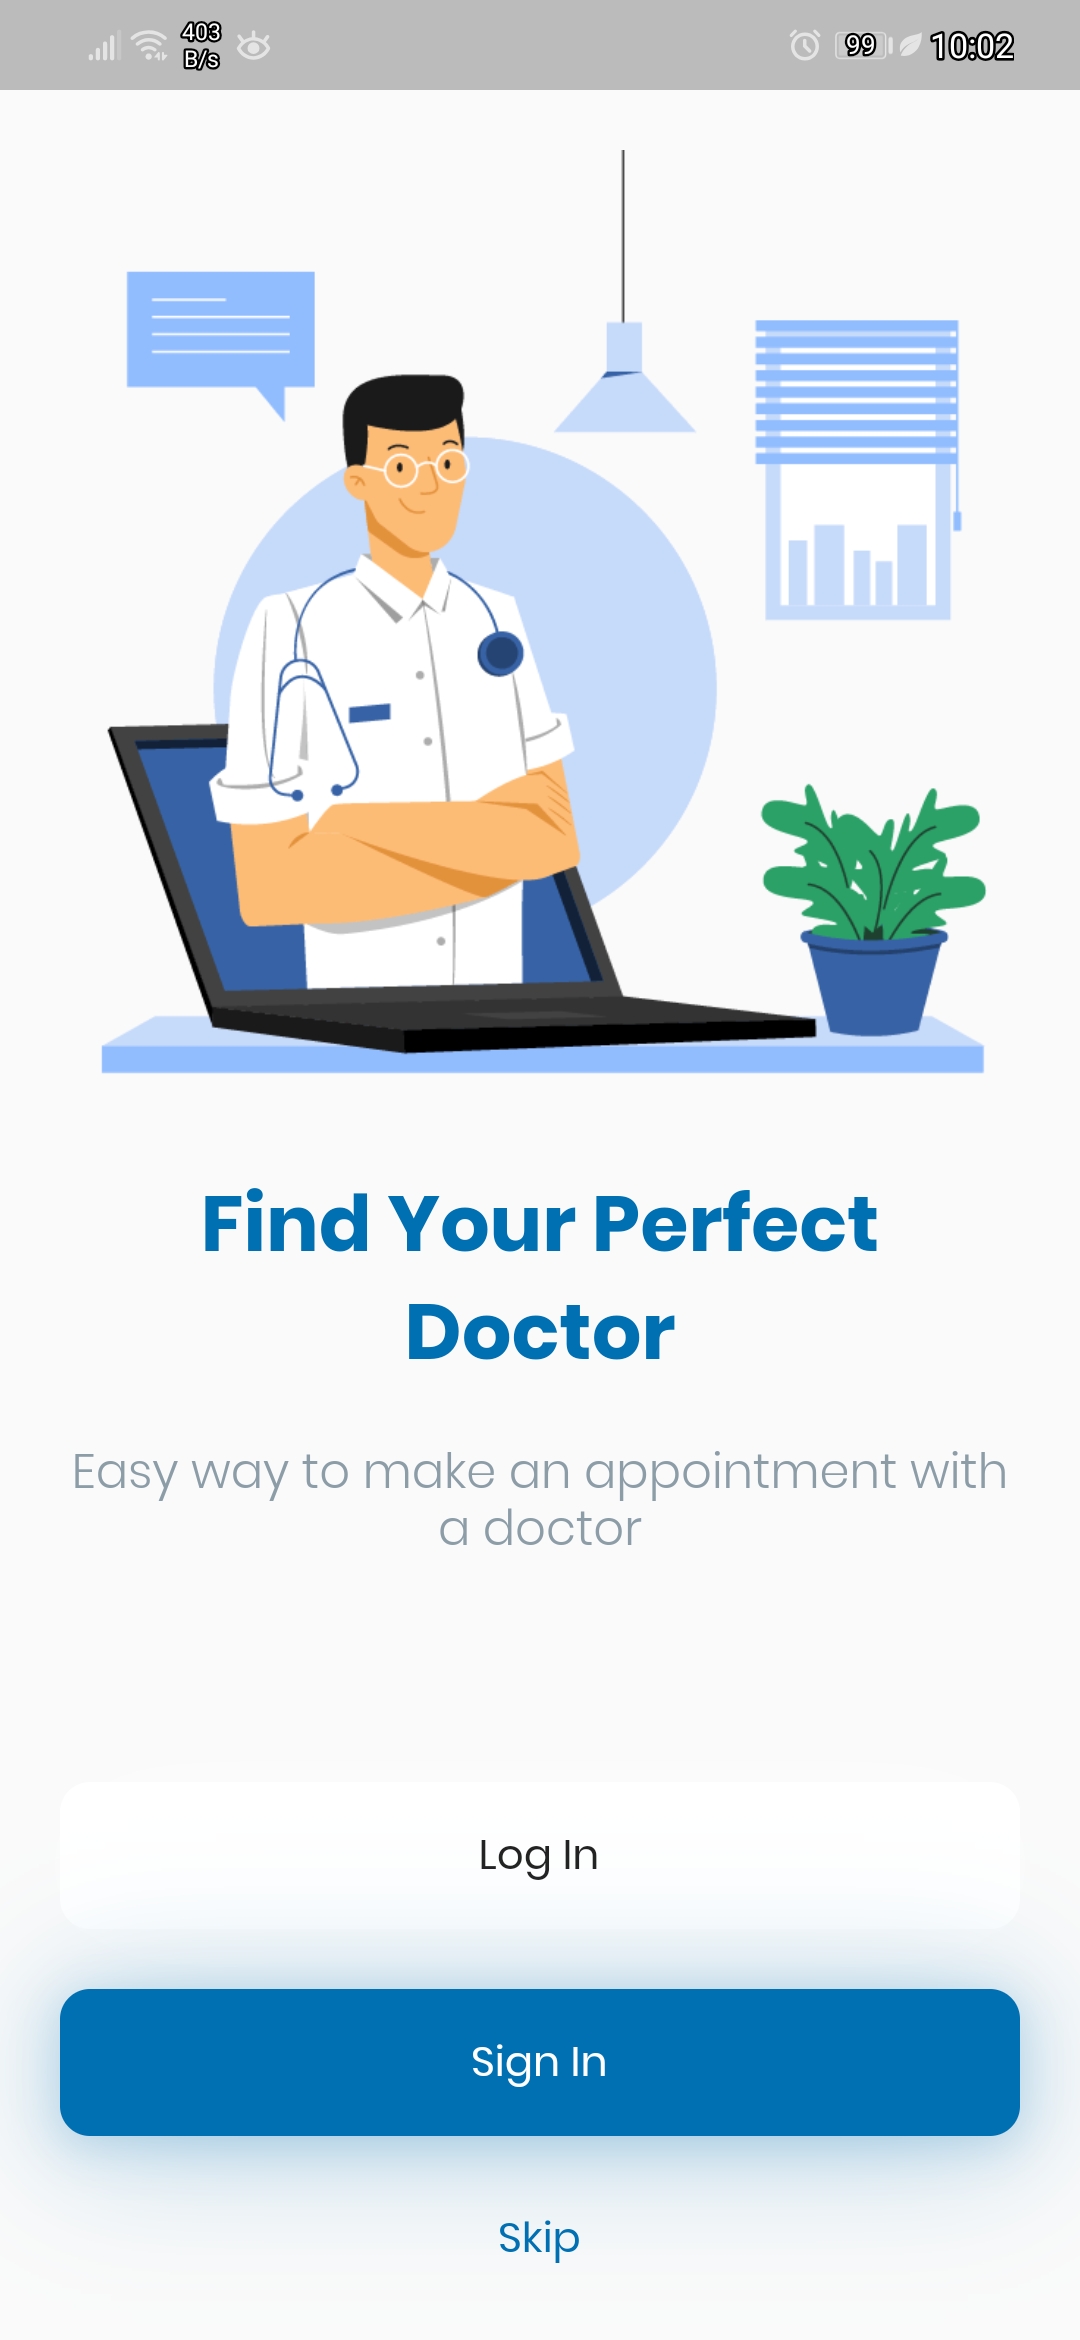 403
B/s
99
10:02
Find Your Perfect
Doctor
Easy way to make an appointment with
a doctor
Log In
Sign In
Skip